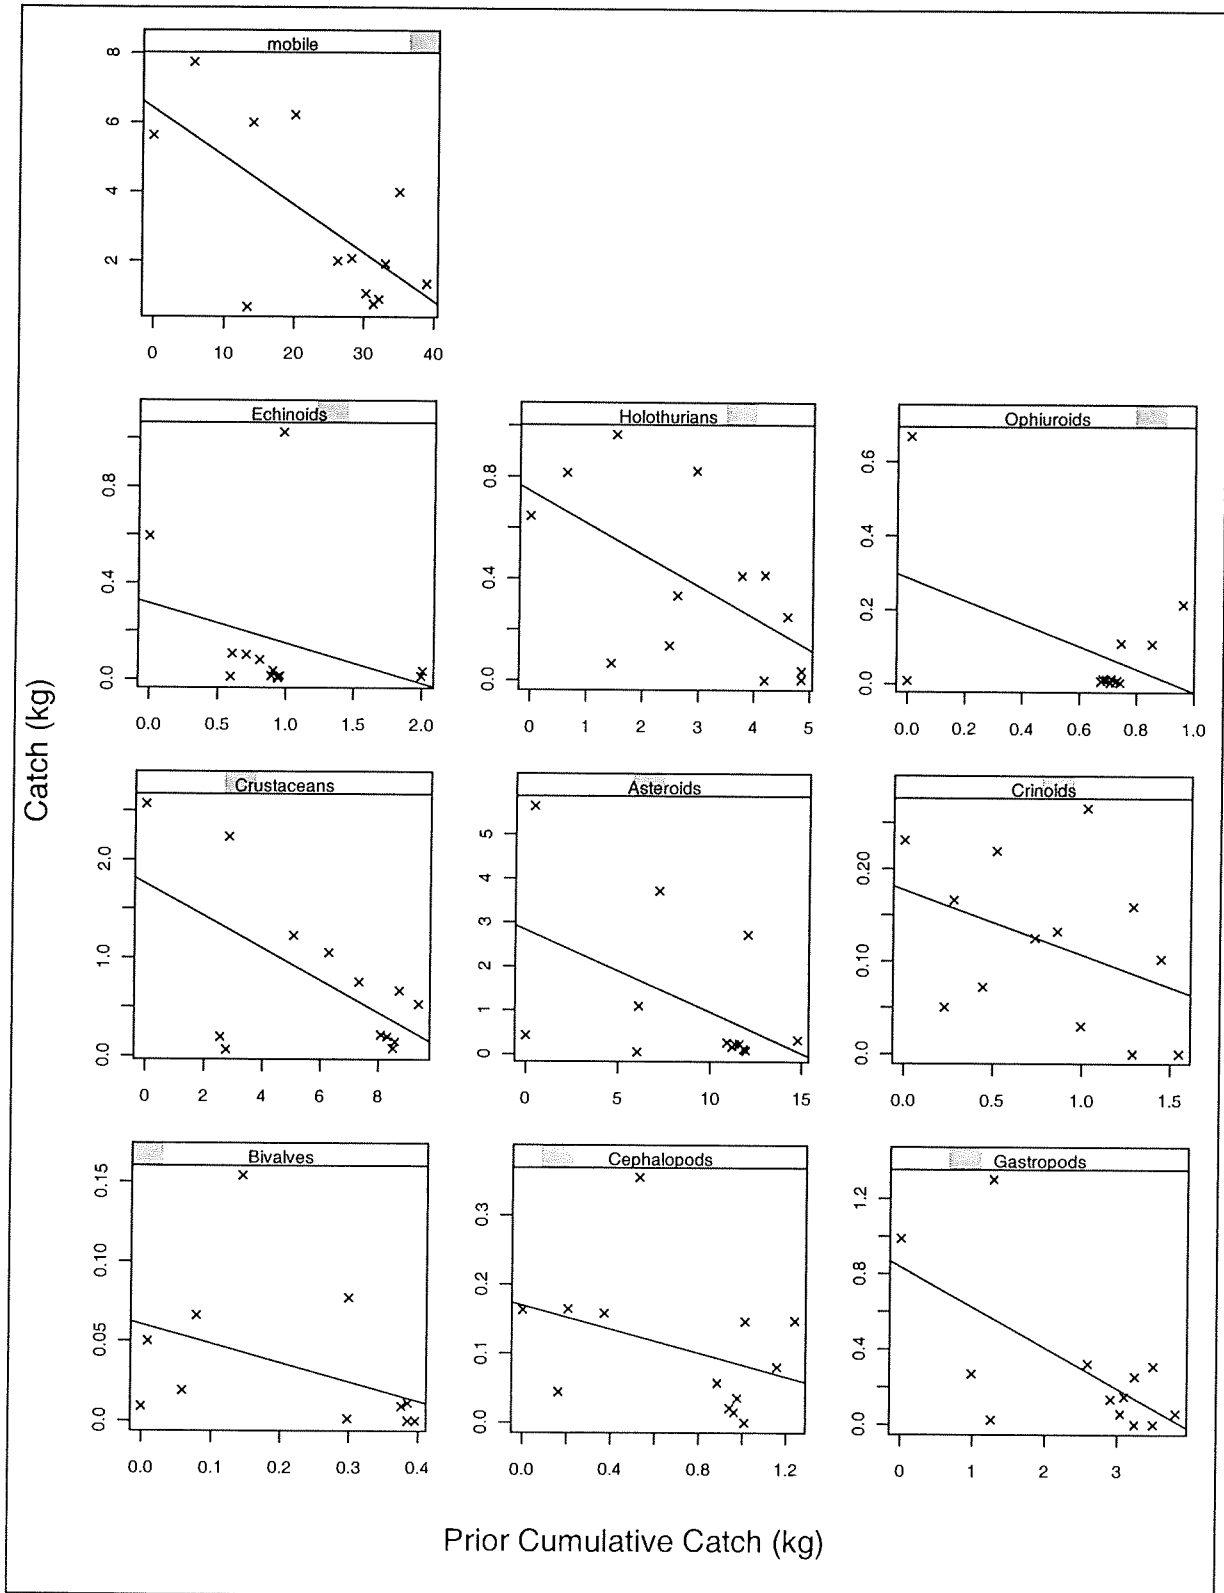 mobile
8
6
4
2
0 10 20 30 40
Echinoids Holothurians Ophiuroids
0.8
0.4
0.0
0.8
0.4
0.0
0.6
0.4
0.2
0.0
0.0 0.5 1.0 1.5 2.0
0 1 2 3 4 5
0.0 0.2 0.4 0.6 0.8 1.0
Catch (kg)
Crustaceans Asteroids Crinoids
2.0
1.0
0.0
5
4
3
2
1
0
0.20
0.10
0.0
0 2 4 6 8
0 5 10 15
0.0 0.5 1.0 1.5
Bivalves Cephalopods Gastropods
0.15
0.10
0.05
0.0
0.3
0.2
0.1
0.0
1.2
0.8
0.4
0.0
0.0 0.1 0.2 0.3 0.4
0.0 0.4 0.8 1.2
0 1 2 3
Prior Cumulative Catch (kg)